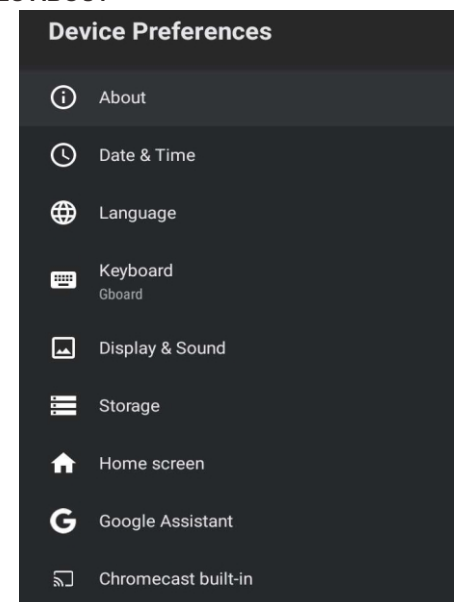 Device Preferences
About
Date & Time
Language
Keyboard
Gboard
Display & Sound
Storage
Home screen
Google Assistant
Chromecast built-in